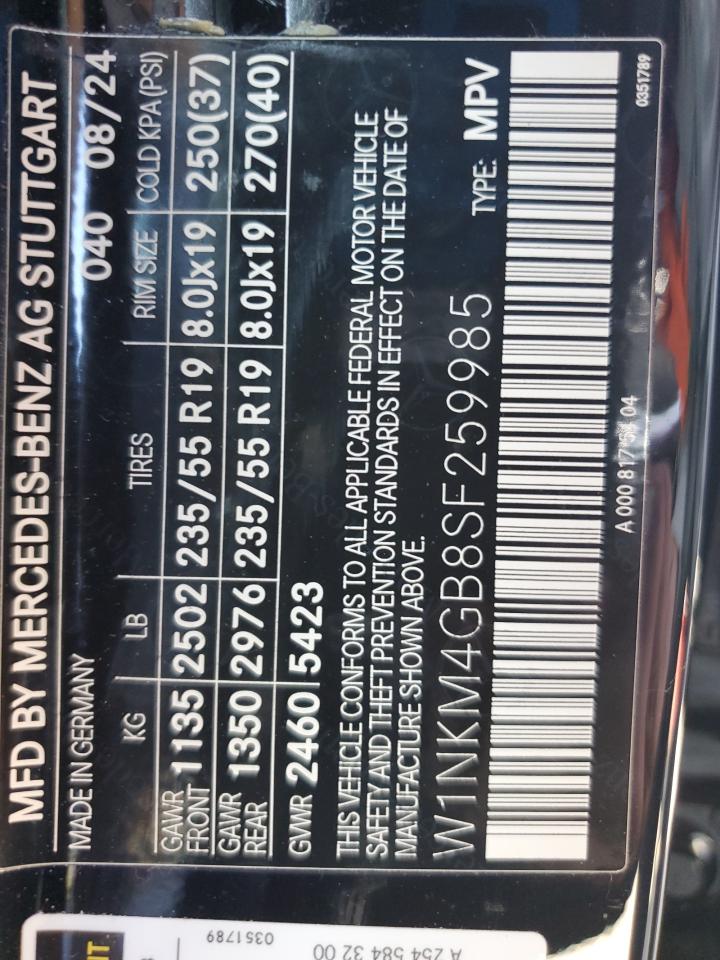 MFD BY MERCEDES-BENZ AG STUTTGART
MADE IN GERMANY 040 08/24
KG LB TIRES RIM SIZE COLD KPA(PSI)
GAWR FRONT 1135 2502 235/55 R19 8.0Jx19 250(37)
GAWR REAR 1350 2976 235/55 R19 8.0Jx19 270(40)
GVWR 2460 5423
THIS VEHICLE CONFORMS TO ALL APPLICABLE FEDERAL MOTOR VEHICLE
SAFETY AND THEFT PREVENTION STANDARDS IN EFFECT ON THE DATE OF
MANUFACTURE SHOWN ABOVE.
W1NKM4GB8SF259985 TYPE: MPV
A 000 817 04
0351789
0351789
A 254 584 32 00